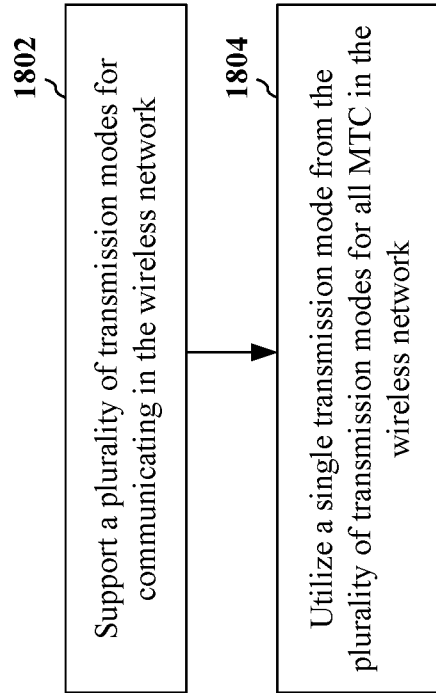 1802
Support a plurality of transmission modes for
communicating in the wireless network
1804
Utilize a single transmission mode from the
plurality of transmission modes for all MTC in the
wireless network